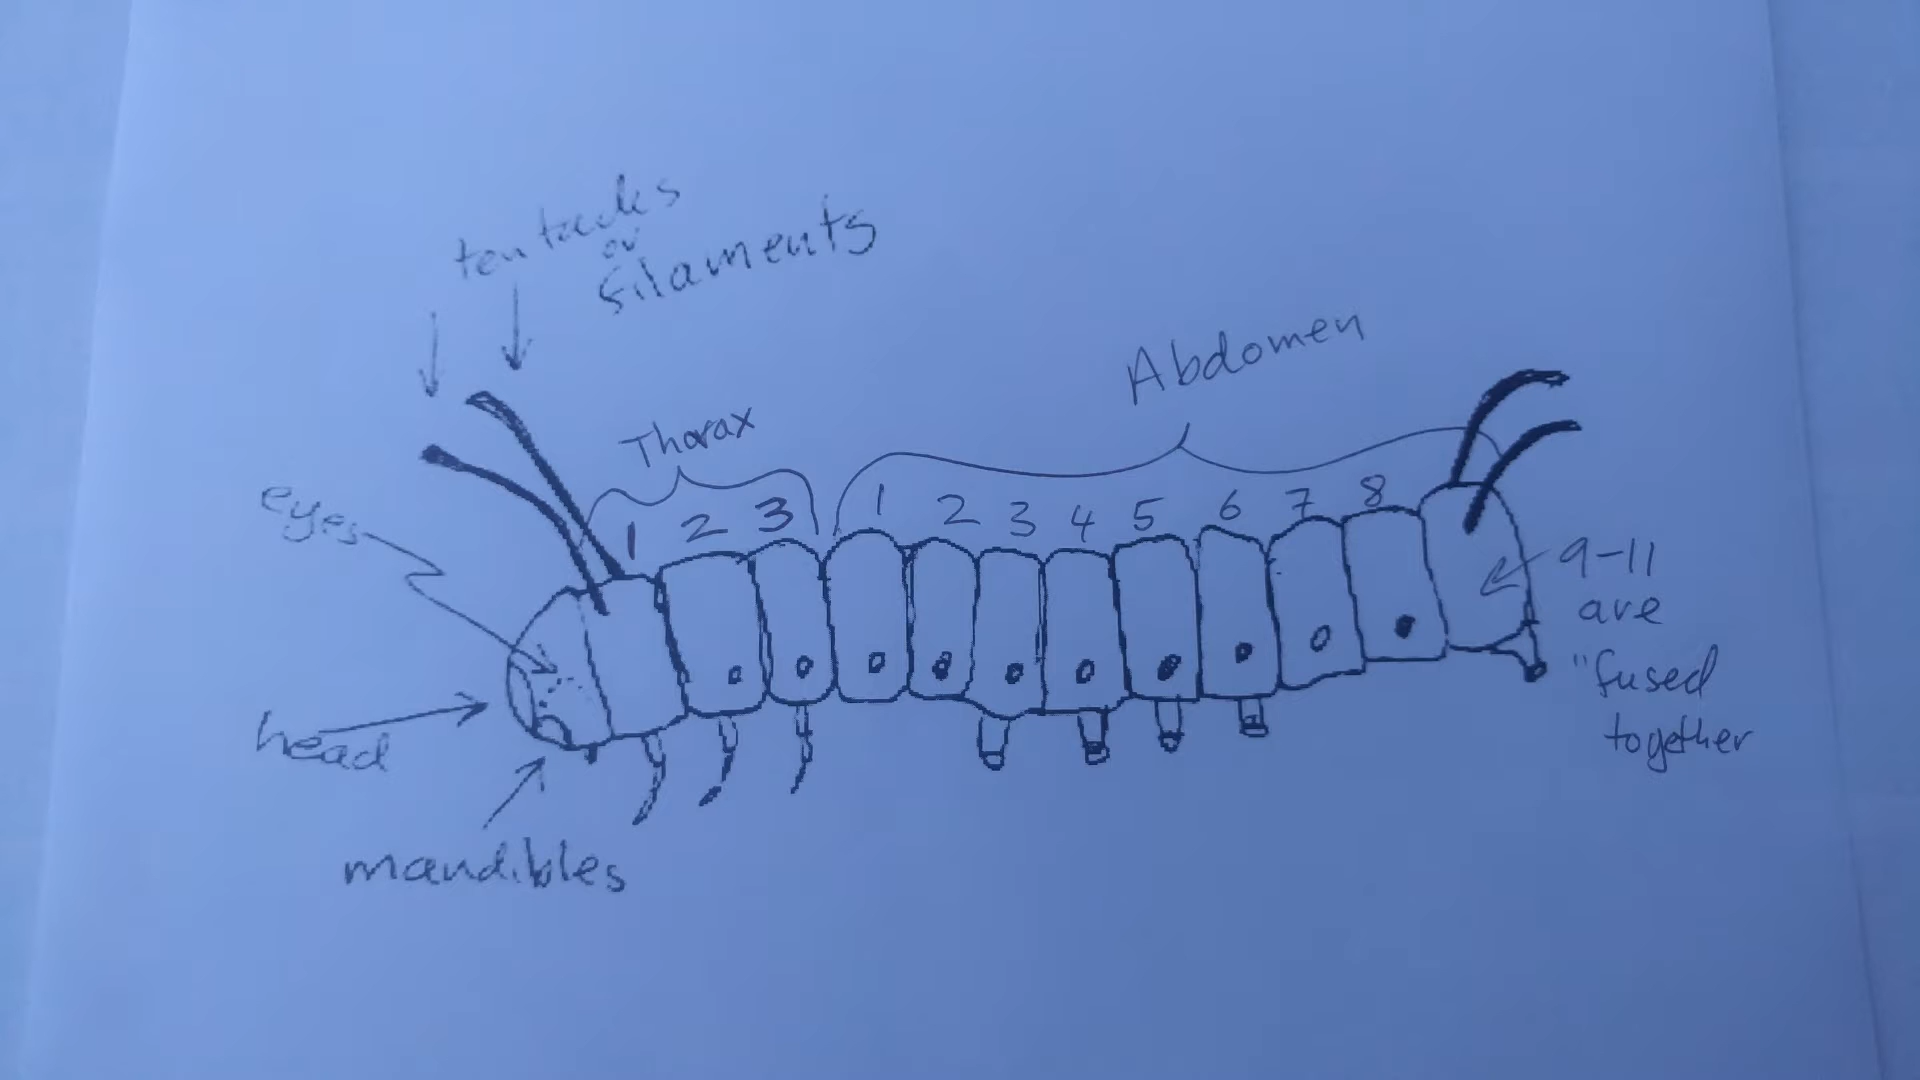 tentacles
or
filaments
Abdomen
Thorax
eyes
1 2 3 1 2 3 4 5 6 7 8
9-11
are
"fused
together
head
mandibles